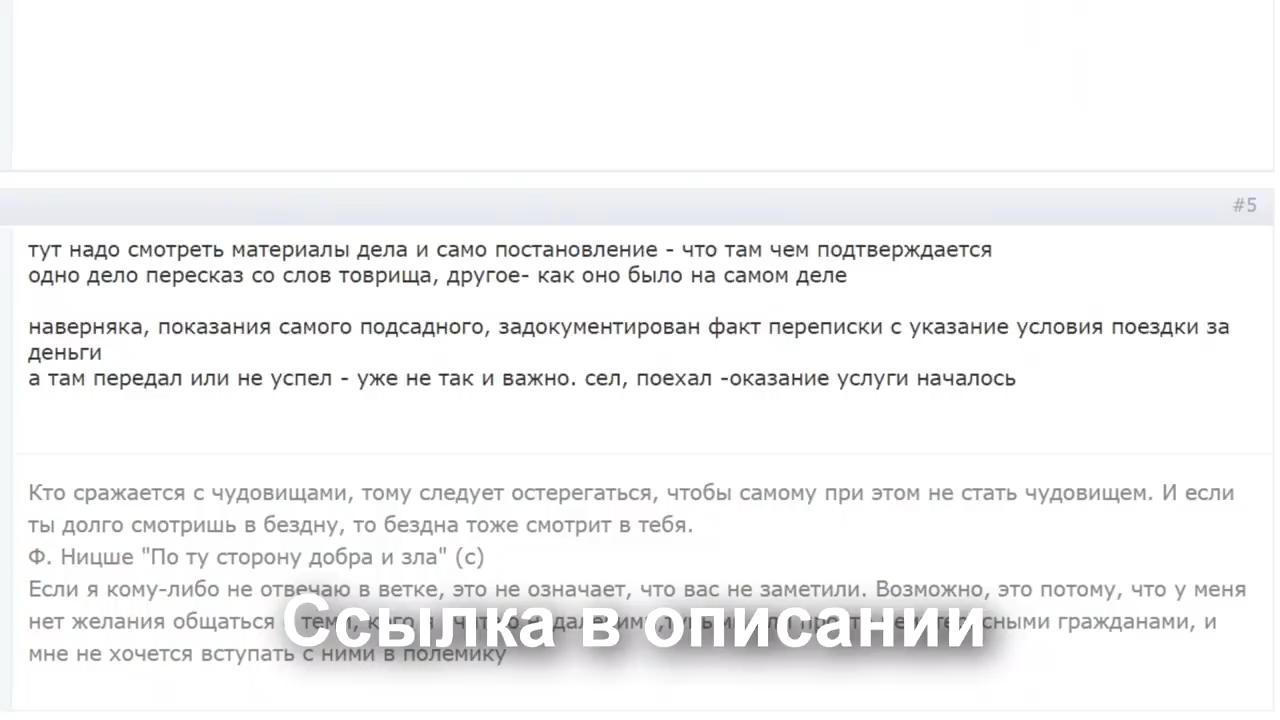 #5
тут надо смотреть материалы дела и само постановление - что там чем подтверждается
одно дело пересказ со слов товрища, другое- как оно было на самом деле
наверняка, показания самого подсадного, задокументирован факт переписки с указание условия поездки за
деньги
а там передал или не успел - уже не так и важно. сел, поехал -оказание услуги началось
Кто сражается с чудовищами, тому следует остерегаться, чтобы самому при этом не стать чудовищем. И если
ты долго смотришь в бездну, то бездна тоже смотрит в тебя.
Ф. Ницше "По ту сторону добра и зла" (с)
Если я кому-либо не отвечаю в ветке, это не означает, что вас не заметили. Возможно, это потому, что у меня
нет желания общаться с теми, кого я гражданами, и
Ссылка в описании
мне не хочется вступать с ними в полемику